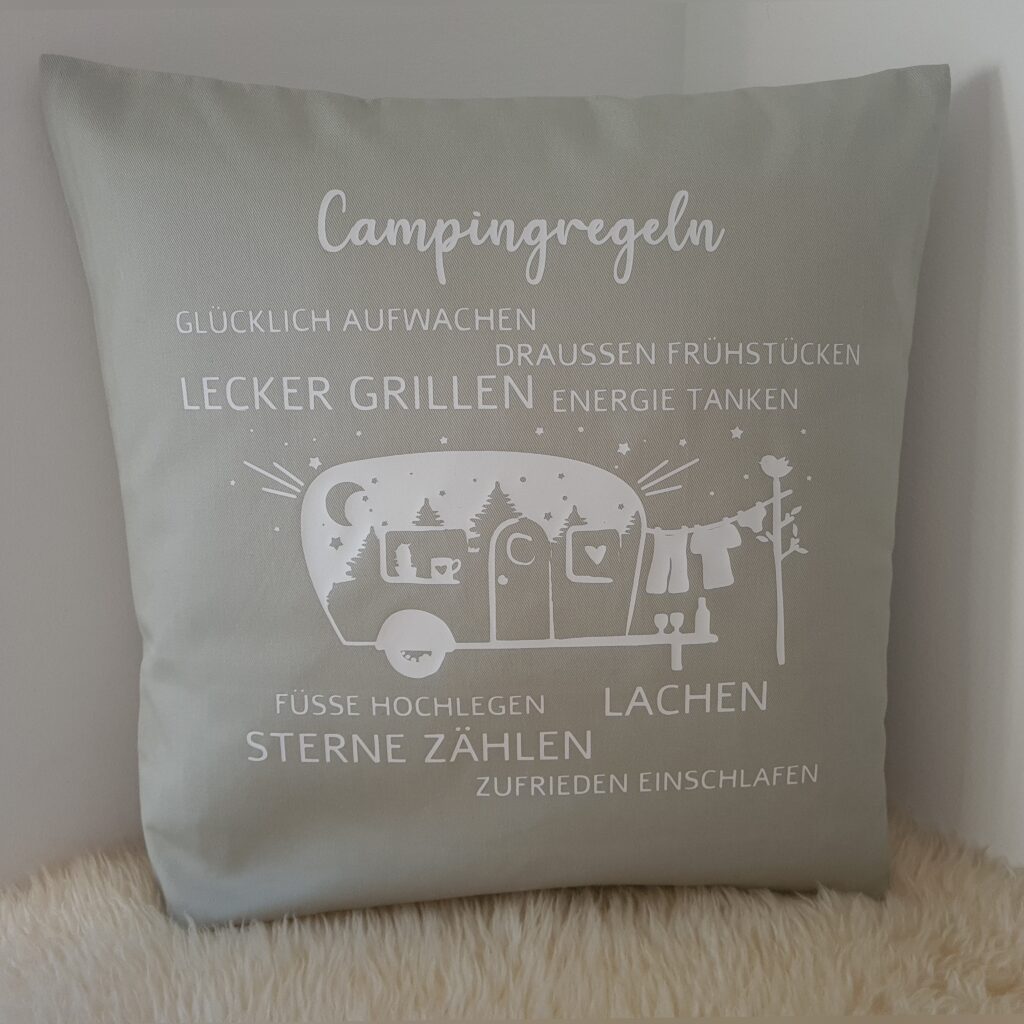 Campingregeln
GLÜCKLICH AUFWACHEN
DRAUSSEN FRÜHSTÜCKEN
LECKER GRILLEN ENERGIE TANKEN
FÜSSE HOCHLEGEN LACHEN
STERNE ZÄHLEN
ZUFRIEDEN EINSCHLAFEN